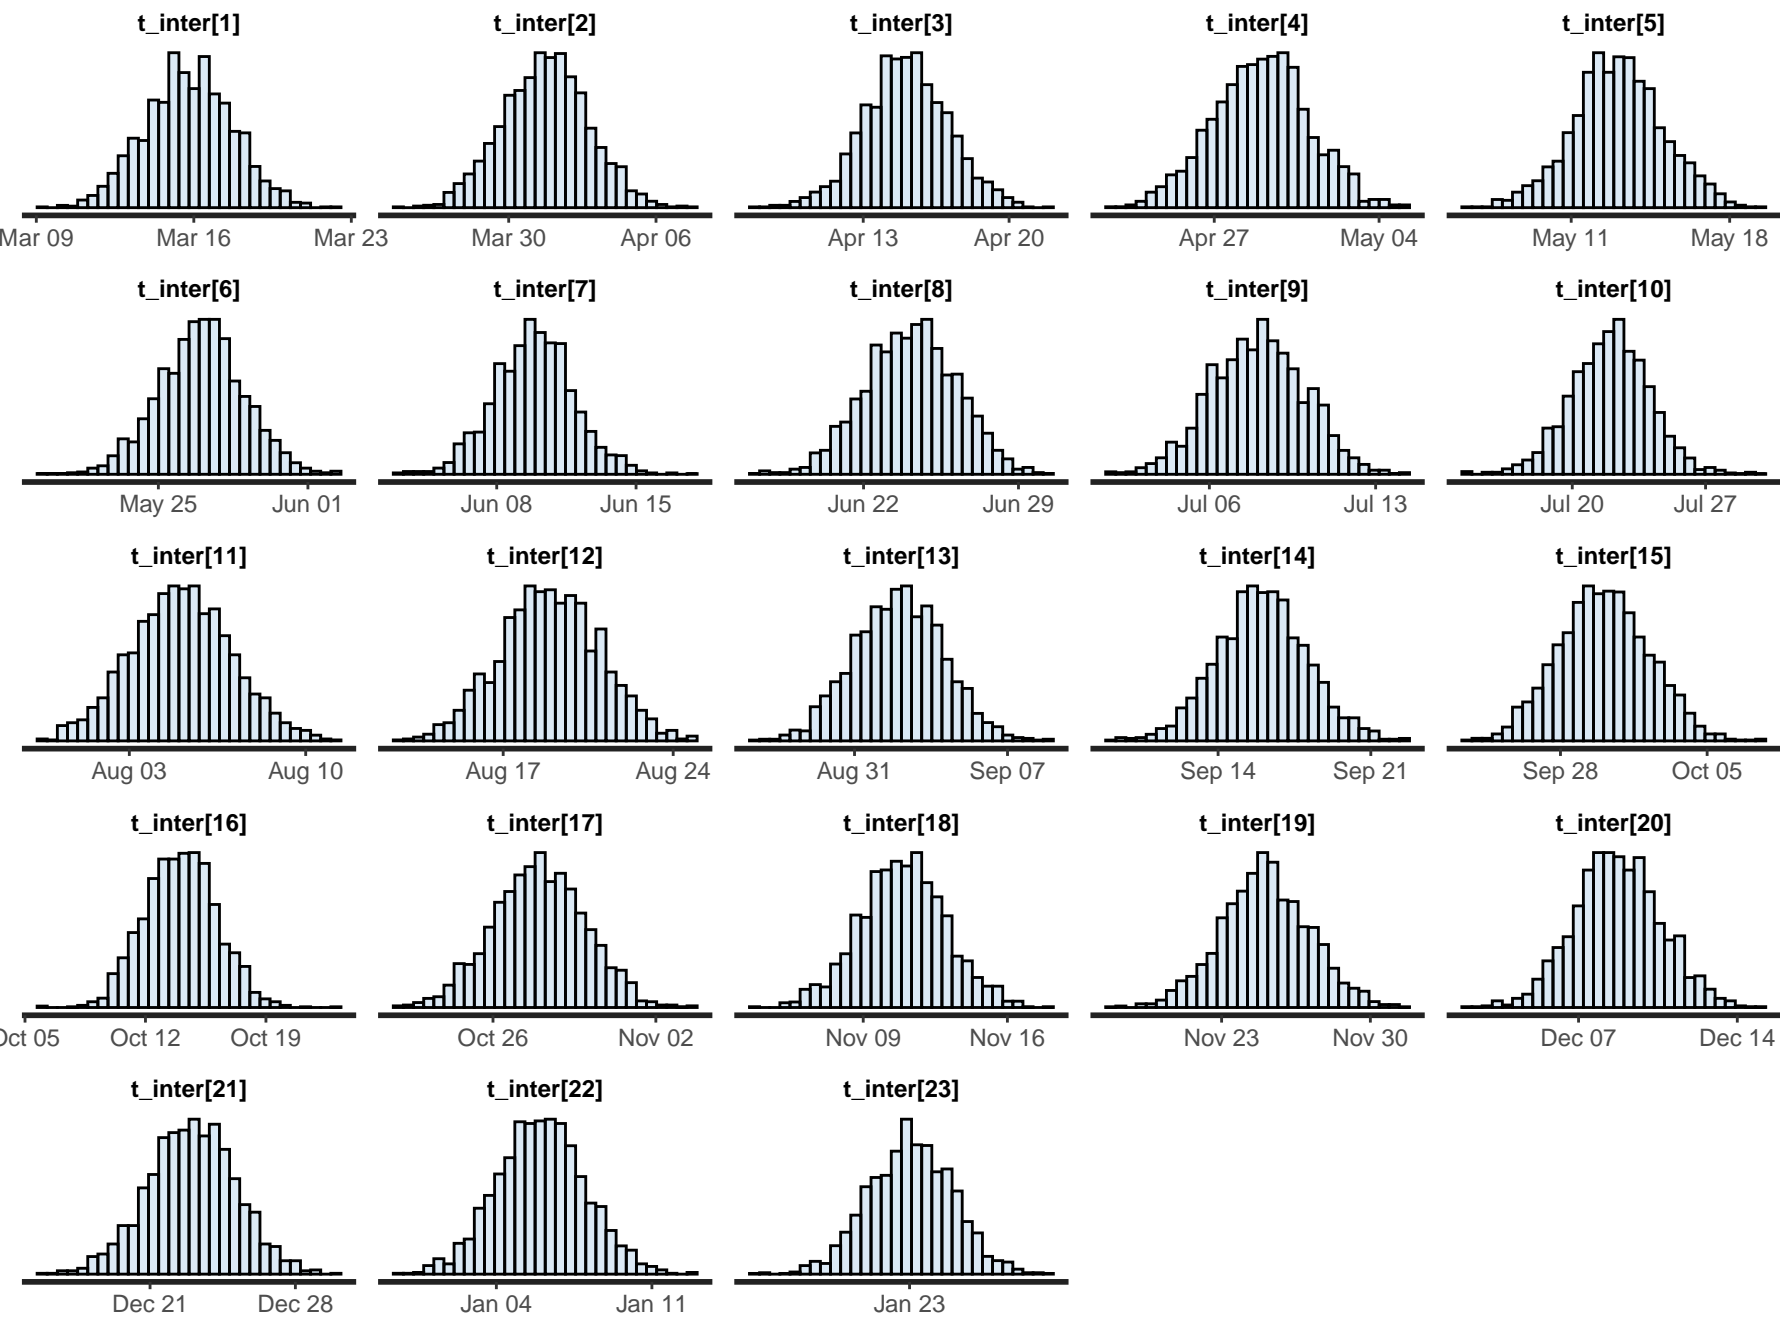 t_inter[1] t_inter[2] t_inter[3] t_inter[4] t_inter[5]
Mar 09 Mar 16 Mar 23 Mar 30 Apr 06 Apr 13 Apr 20 Apr 27 May 04 May 11 May 18
t_inter[6] t_inter[7] t_inter[8] t_inter[9] t_inter[10]
May 25 Jun 01 Jun 08 Jun 15 Jun 22 Jun 29 Jul 06 Jul 13 Jul 20 Jul 27
t_inter[11] t_inter[12] t_inter[13] t_inter[14] t_inter[15]
Aug 03 Aug 10 Aug 17 Aug 24 Aug 31 Sep 07 Sep 14 Sep 21 Sep 28 Oct 05
t_inter[16] t_inter[17] t_inter[18] t_inter[19] t_inter[20]
Oct 05 Oct 12 Oct 19 Oct 26 Nov 02 Nov 09 Nov 16 Nov 23 Nov 30 Dec 07 Dec 14
t_inter[21] t_inter[22] t_inter[23]
Dec 21 Dec 28 Jan 04 Jan 11 Jan 23